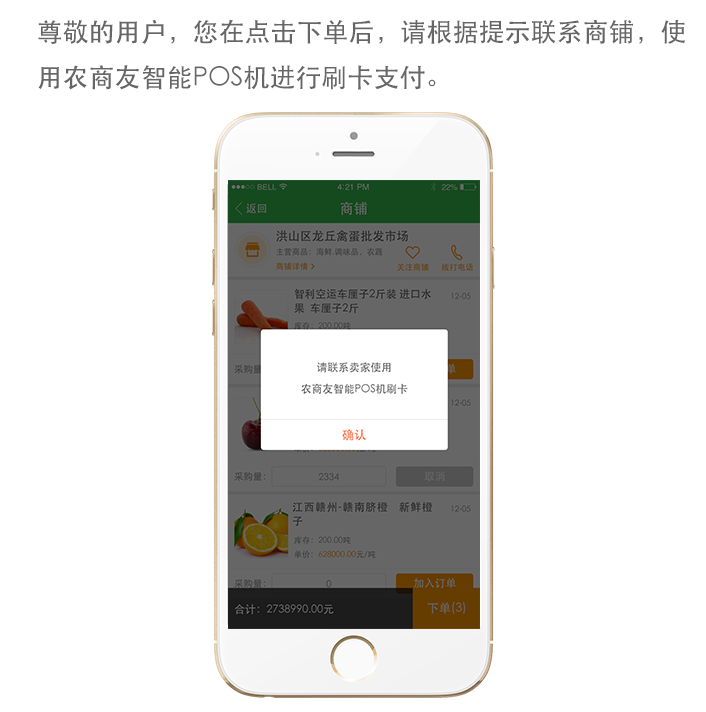 尊敬的用户，您在点击下单后，请根据提示联系商铺，使
用农商友智能POS机进行刷卡支付。
BELL 4:21 PM 22%
返回 商铺
洪山区龙丘禽蛋批发市场
主营商品：海鲜.调味品、农蔬
商铺详情 关注商铺 拨打电话
智利空运车厘子2斤装 进口水 12-05
果 车厘子2斤
库存：200.00吨
请联系卖家使用
采购量 单
农商友智能POS机刷卡
12-05
确认
采购量： 2334 取消
江西赣州-赣南脐橙 新鲜橙 12-05
子
库存：200.00吨
单价：628000.00元/吨
采购量： 0 加入订单
合计：2738990.00元 下单(3)